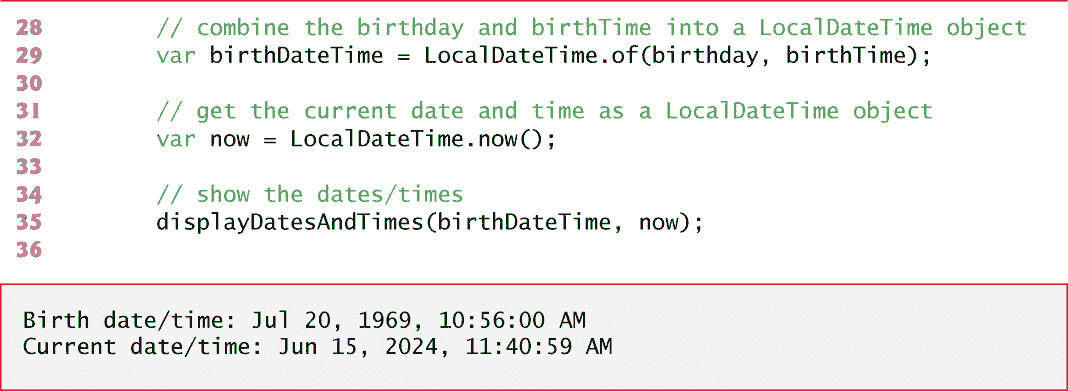 28 // combine the birthday and birthTime into a LocalDateTime object
29 var birthDateTime = LocalDateTime.of(birthday, birthTime);
30
31 // get the current date and time as a LocalDateTime object
32 var now = LocalDateTime.now();
33
34 // show the dates/times
35 displayDatesAndTimes(birthDateTime, now);
36
Birth date/time: Jul 20, 1969, 10:56:00 AM
Current date/time: Jun 15, 2024, 11:40:59 AM